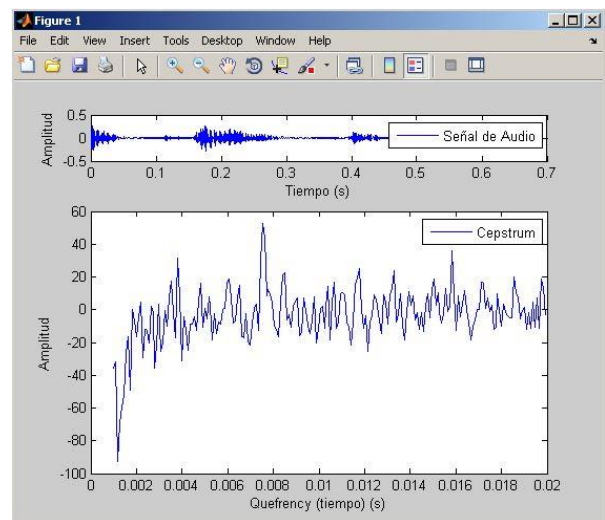 Figure 1
File Edit View Insert Tools Desktop Window Help
Amplitud
0.5
0
-0.5
Señal de Audio
0 0.1 0.2 0.3 0.4 0.5 0.6 0.7
Tiempo (s)
Amplitud
60
40
20
0
-20
-40
-60
-80
-100
Cepstrum
0 0.002 0.004 0.006 0.008 0.01 0.012 0.014 0.016 0.018 0.02
Quefrency (tiempo) (s)